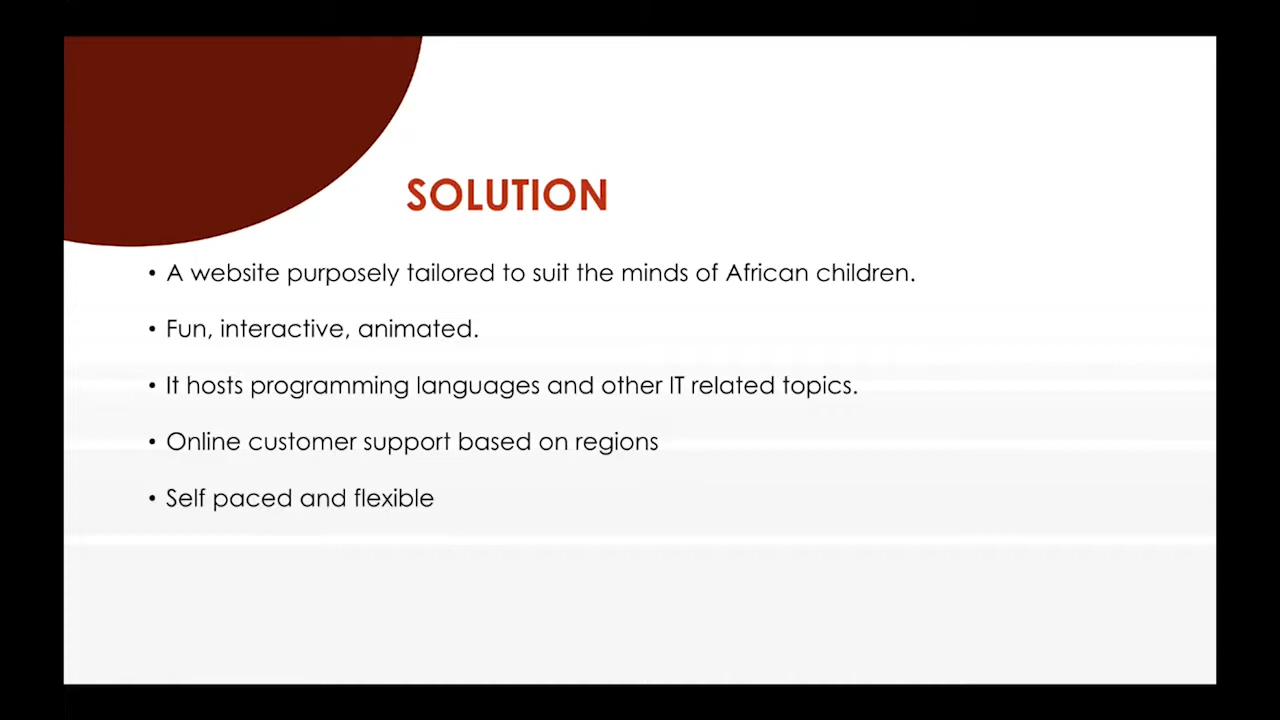 SOLUTION
• A website purposely tailored to suit the minds of African children.
• Fun, interactive, animated.
• It hosts programming languages and other IT related topics.
• Online customer support based on regions
• Self paced and flexible